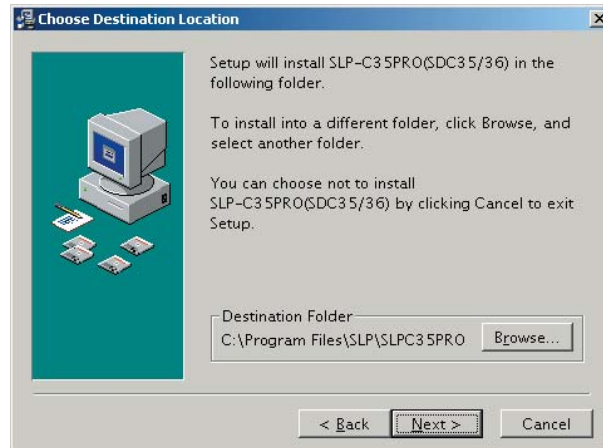 Choose Destination Location
Setup will install SLP-C35PRO(SDC35/36) in the
following folder.
To install into a different folder, click Browse, and
select another folder.
You can choose not to install
SLP-C35PRO(SDC35/36) by clicking Cancel to exit
Setup.
Destination Folder
C:\Program Files\SLP\SLPC35PRO
Browse...
< Back
Next >
Cancel